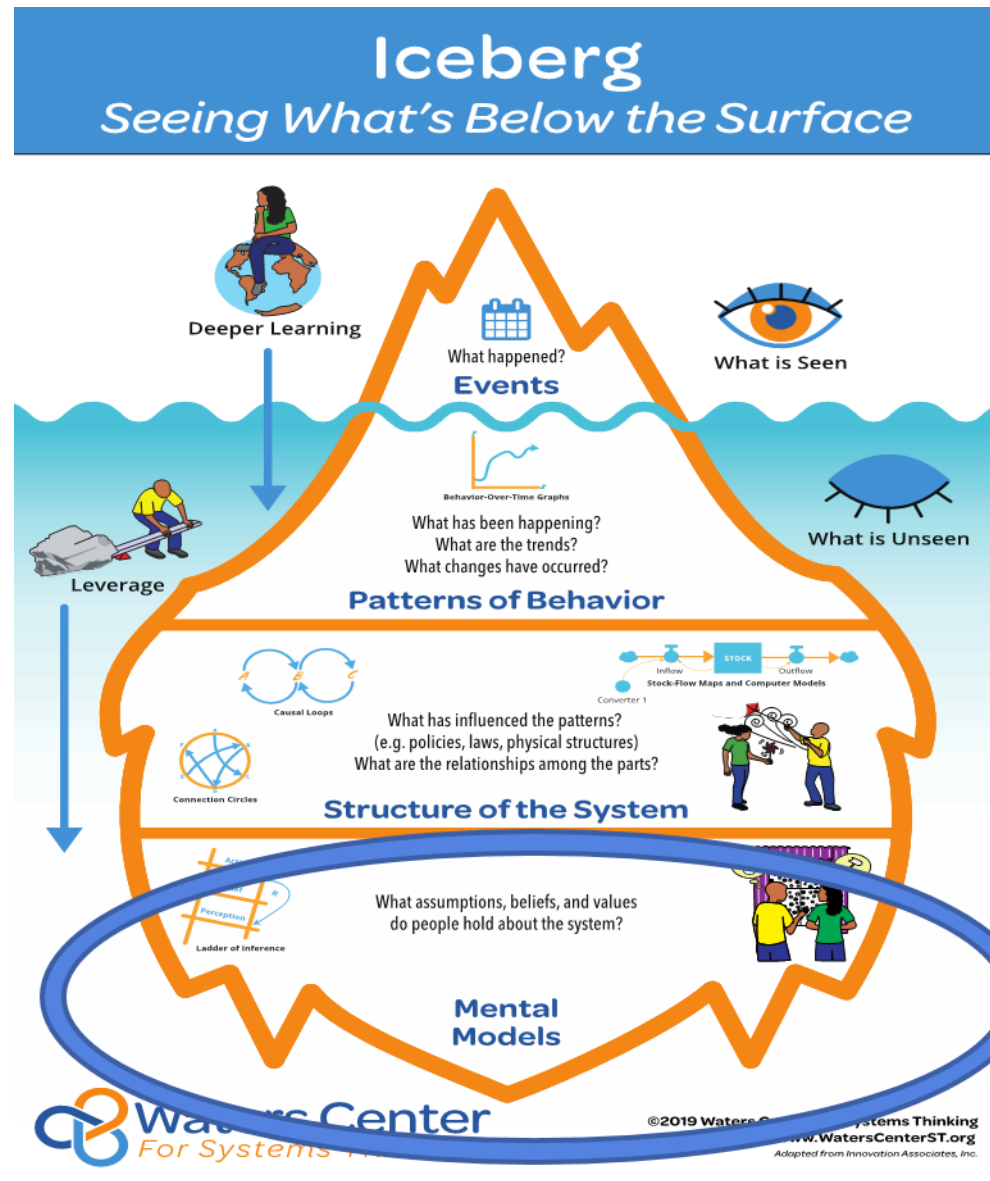 Iceberg
Seeing What's Below the Surface
Deeper Learning
What happened?
Events
What is Seen
Behavior-Over-Time Graphs
What has been happening?
What are the trends?
What changes have occurred?
Patterns of Behavior
What is Unseen
Leverage
A B C
Causal Loops
Inflow
STOCK
Outflow
Stock-Flow Maps and Computer Models
Converter 1
What has influenced the patterns?
(e.g. policies, laws, physical structures)
What are the relationships among the parts?
Connection Circles
Structure of the System
R
Perception
Ladder of Inference
What assumptions, beliefs, and values
do people hold about the system?
Mental
Models
Waters Center
For Systems
©2019 Waters Systems Thinking
www.WatersCenterST.org
Adapted from Innovation Associates, Inc.